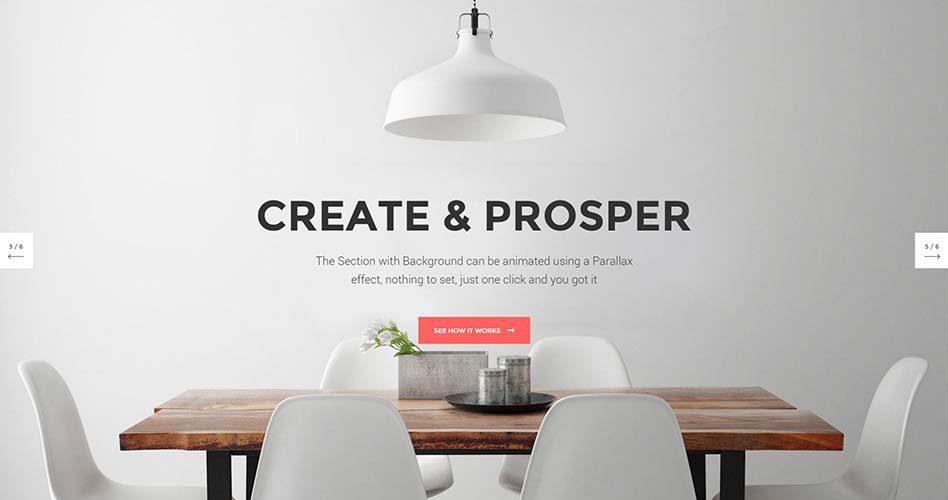 CREATE & PROSPER
3 / 6
5 / 6
The Section with Background can be animated using a Parallax
effect, nothing to set, just one click and you got it
SEE HOW IT WORKS